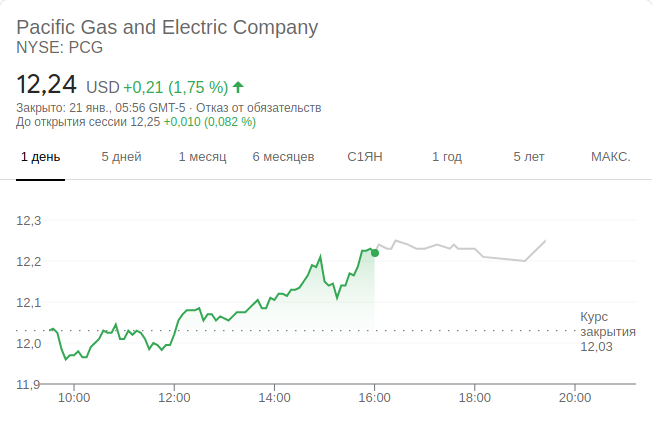 Pacific Gas and Electric Company
NYSE: PCG
12,24 USD +0,21 (1,75 %)
Закрыто: 21 янв., 05:56 GMT-5 · Отказ от обязательств
До открытия сессии 12,25 +0,010 (0,082 %)
1 день 5 дней 1 месяц 6 месяцев С1ЯН 1 год 5 лет МАКС.
12,3
12,2
12,1
12,0
11,9
Курс
закрытия
12,03
10:00 12:00 14:00 16:00 18:00 20:00